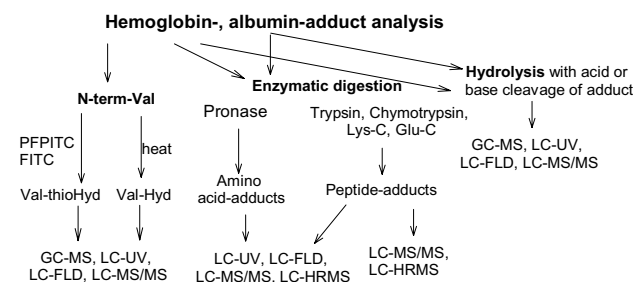 Hemoglobin-, albumin-adduct analysis
N-term-Val
PFPITC
FITC
heat
Val-thioHyd
Val-Hyd
GC-MS, LC-UV,
LC-FLD, LC-MS/MS
Enzymatic digestion
Pronase
Amino
acid-adducts
Trypsin, Chymotrypsin,
Lys-C, Glu-C
Peptide-adducts
LC-UV, LC-FLD,
LC-MS/MS, LC-HRMS
LC-MS/MS,
LC-HRMS
Hydrolysis with acid or
base cleavage of adduct
GC-MS, LC-UV,
LC-FLD, LC-MS/MS